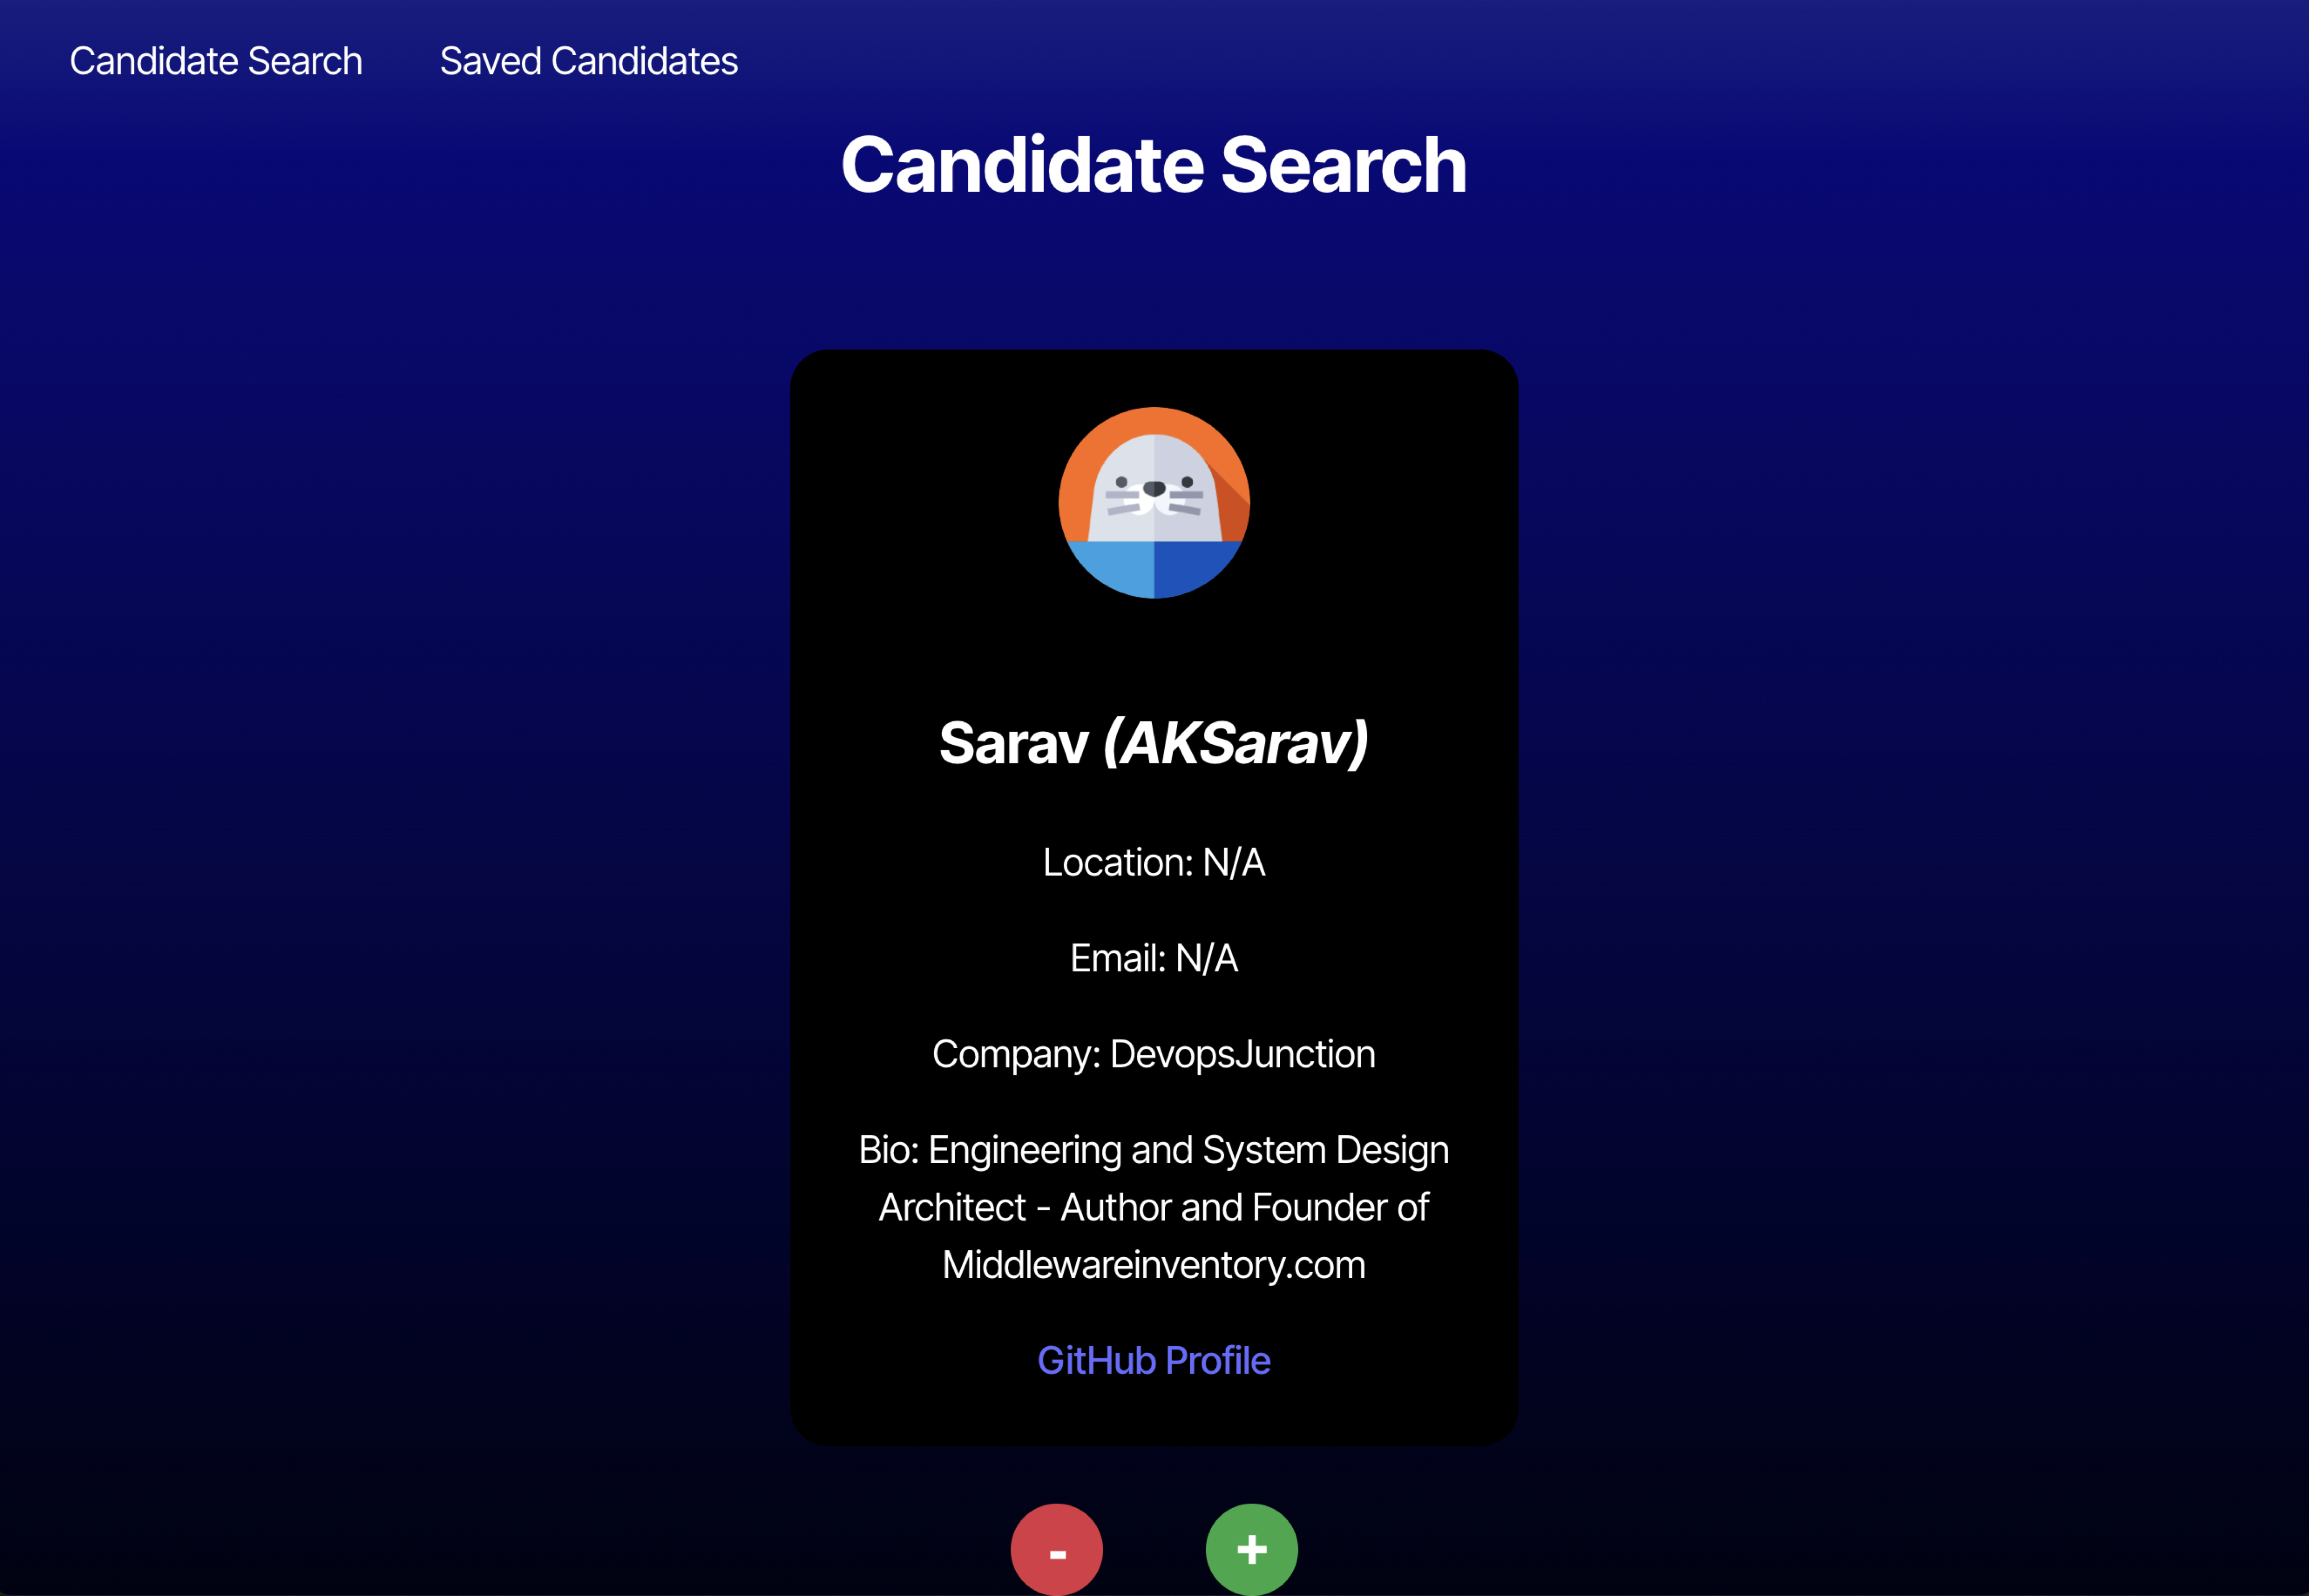 Candidate Search
Saved Candidates
Candidate Search
Sarav (AKSarav)
Location: N/A
Email: N/A
Company: DevopsJunction
Bio: Engineering and System Design
Architect - Author and Founder of
Middlewareinventory.com
GitHub Profile
-
+